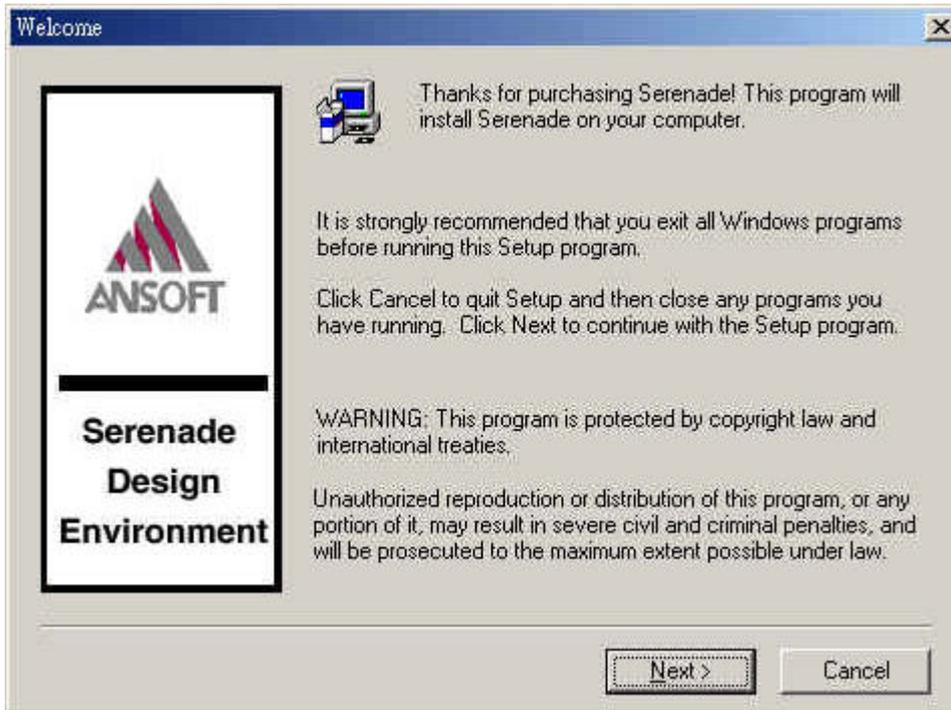 Welcome
Thanks for purchasing Serenade! This program will
install Serenade on your computer.
It is strongly recommended that you exit all Windows programs
before running this Setup program.
Click Cancel to quit Setup and then close any programs you
have running.  Click Next to continue with the Setup program.
WARNING: This program is protected by copyright law and
international treaties.
Unauthorized reproduction or distribution of this program, or any
portion of it, may result in severe civil and criminal penalties, and
will be prosecuted to the maximum extent possible under law.
ANSOFT
Serenade
Design
Environment
Next >
Cancel